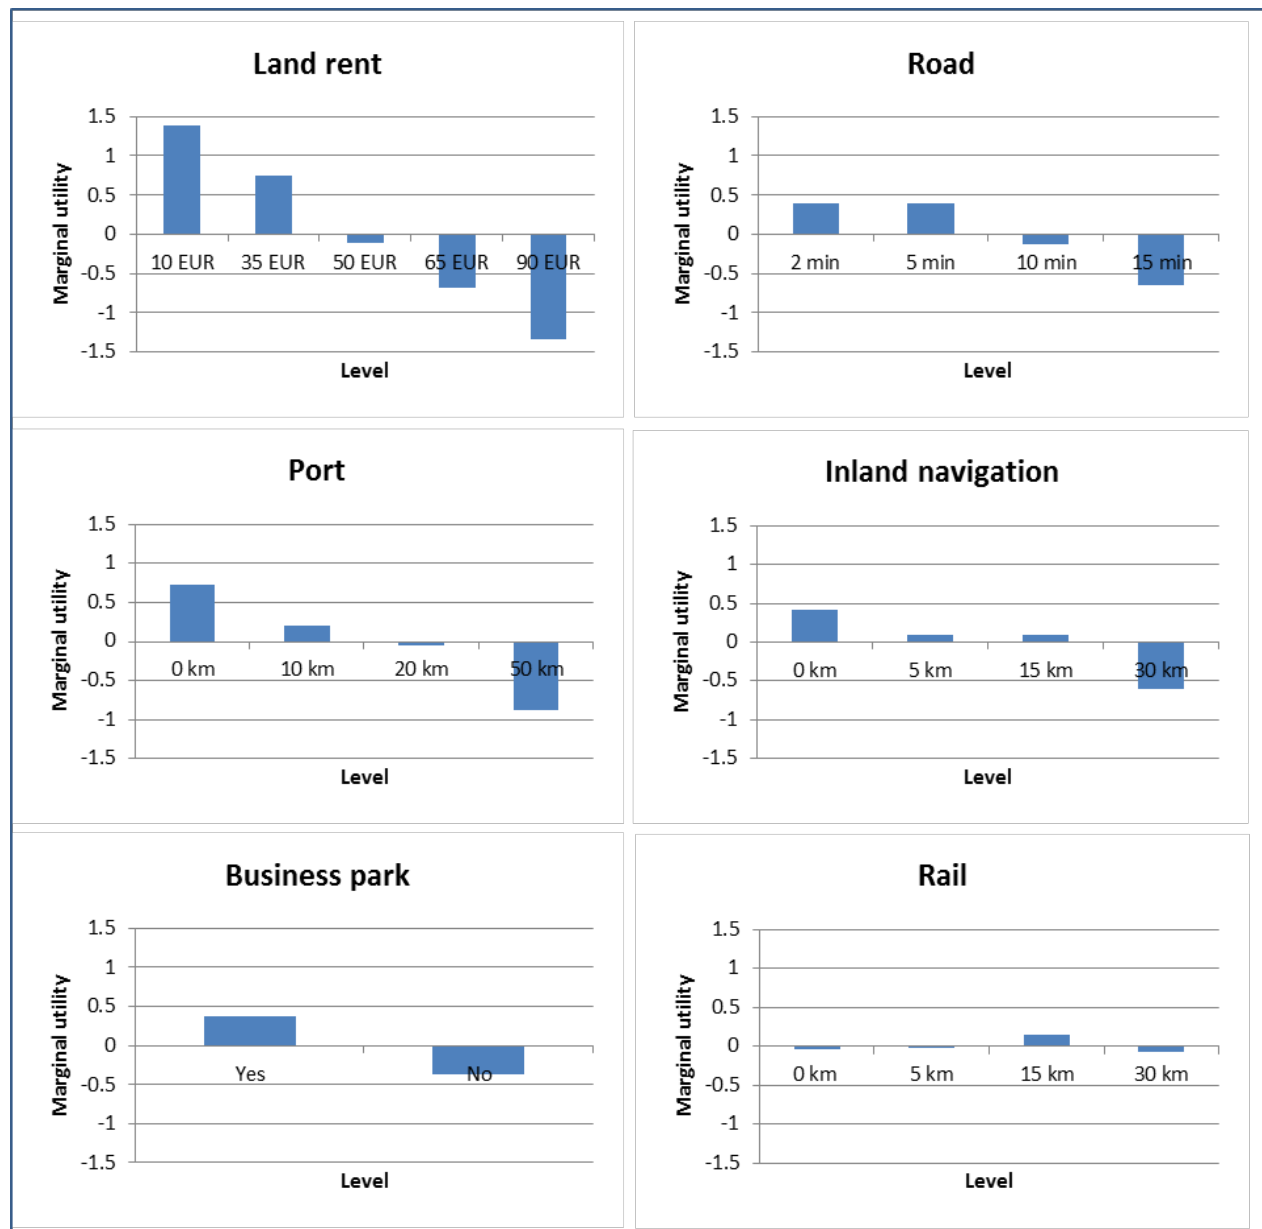 Land rent
Marginal utility
1.5
1
0.5
0
-0.5
-1
-1.5
10 EUR 35 EUR 50 EUR 65 EUR 90 EUR
Level
Road
Marginal utility
1.5
1
0.5
0
-0.5
-1
-1.5
2 min 5 min 10 min 15 min
Level
Port
Marginal utility
1.5
1
0.5
0
-0.5
-1
-1.5
0 km 10 km 20 km 50 km
Level
Inland navigation
Marginal utility
1.5
1
0.5
0
-0.5
-1
-1.5
0 km 5 km 15 km 30 km
Level
Business park
Marginal utility
1.5
1
0.5
0
-0.5
-1
-1.5
Yes No
Level
Rail
Marginal utility
1.5
1
0.5
0
-0.5
-1
-1.5
0 km 5 km 15 km 30 km
Level